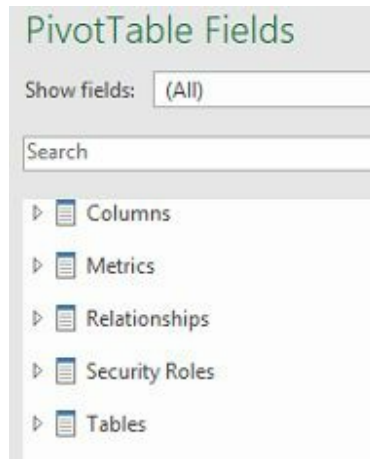 PivotTable Fields
Show fields: (All)
Search
Columns
Metrics
Relationships
Security Roles
Tables